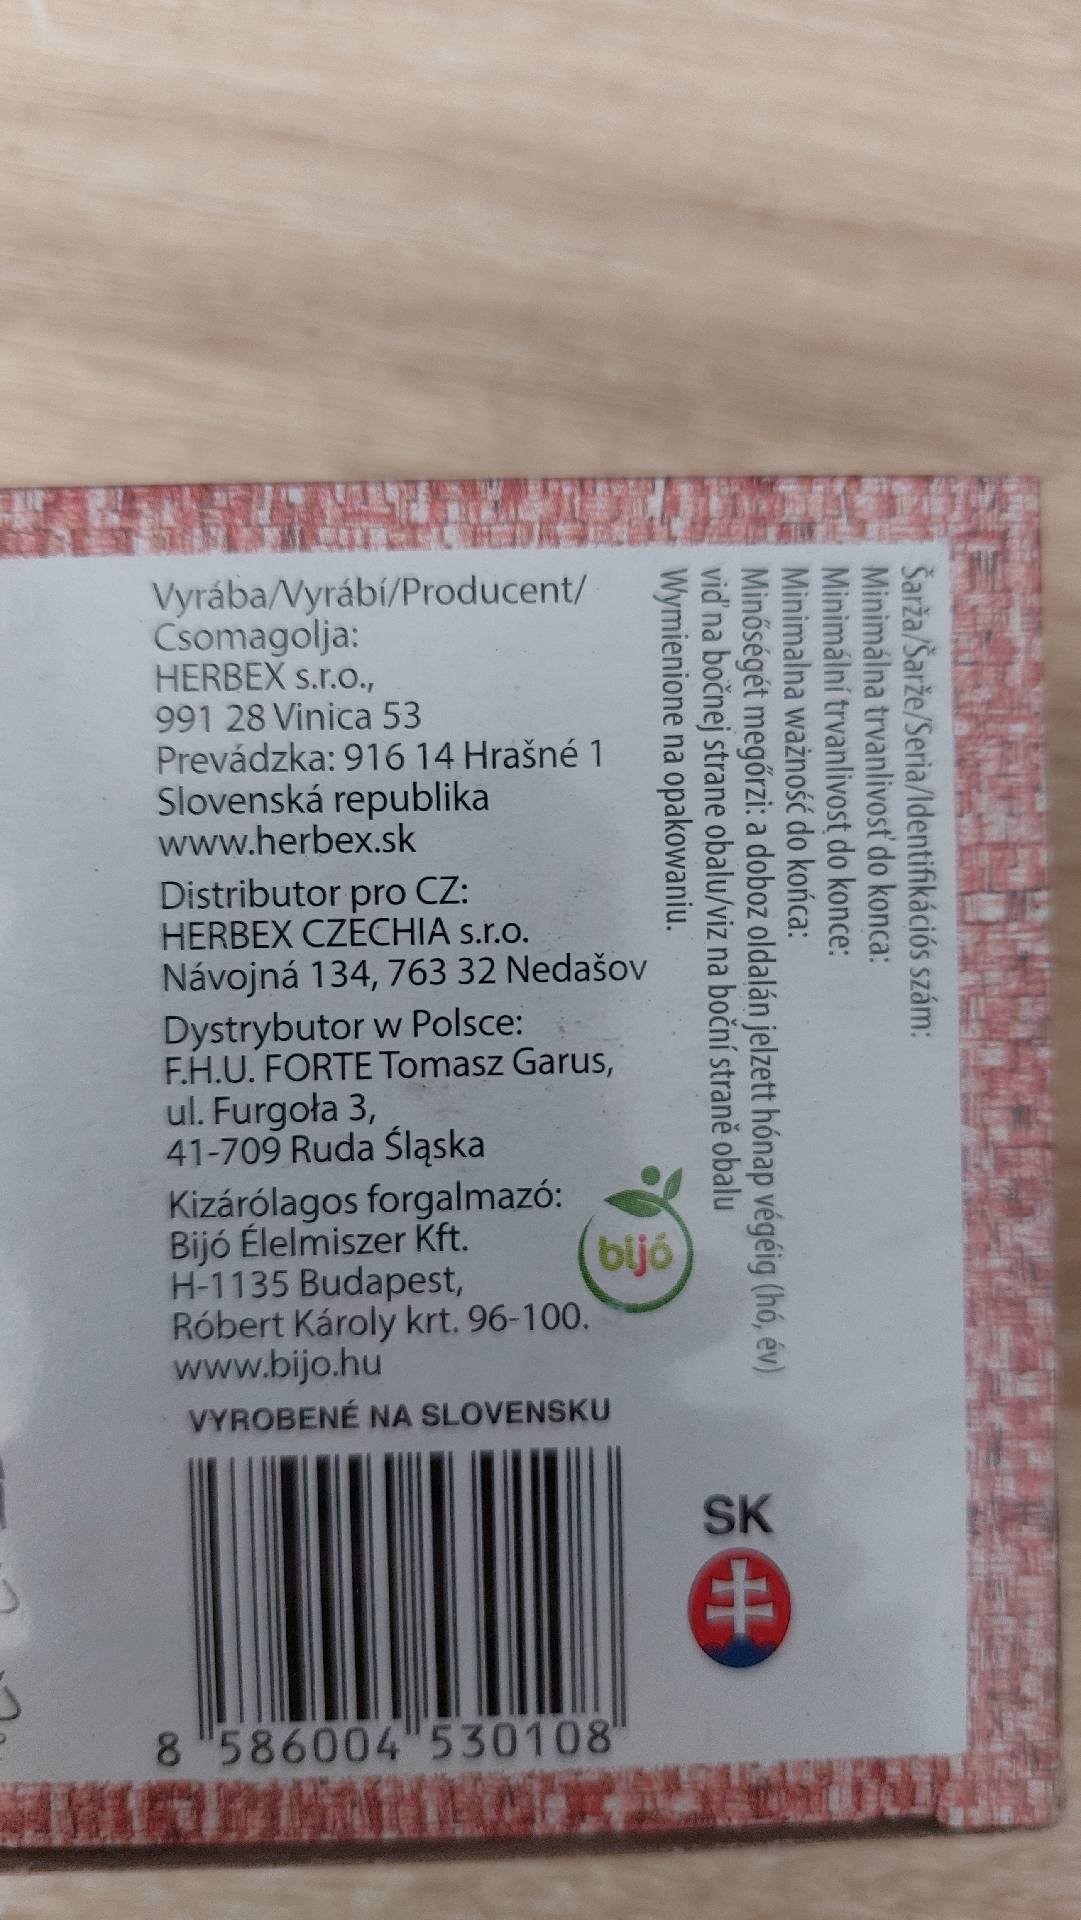 Vyrába/Vyrábí/Producent/
Csomagolja:
HERBEX s.r.o.,
991 28 Vinica 53
Prevádzka: 916 14 Hrašné 1
Slovenská republika
www.herbex.sk
Distributor pro CZ:
HERBEX CZECHIA s.r.o.
Návojná 134, 763 32 Nedašov
Dystrybutor w Polsce:
F.H.U. FORTE Tomasz Garus,
ul. Furgoła 3,
41-709 Ruda Śląska
Kizárólagos forgalmazó:
Bijó Élelmiszer Kft.
H-1135 Budapest,
Róbert Károly krt. 96-100.
www.bijo.hu
bijó
VYROBENÉ NA SLOVENSKU
8 586004 530108
SK
Šarža/Šarže/Seria/Identifikációs szám:
Minimálna trvanlivosť do konca:
Minimální trvanlivost do konce:
Minimalna ważność do końca:
Minőségét megőrzi: a doboz oldalán jelzett hónap végéig (hó, év)
viď na bočnej strane obalu/viz na boční straně obalu
Wymienione na opakowaniu.